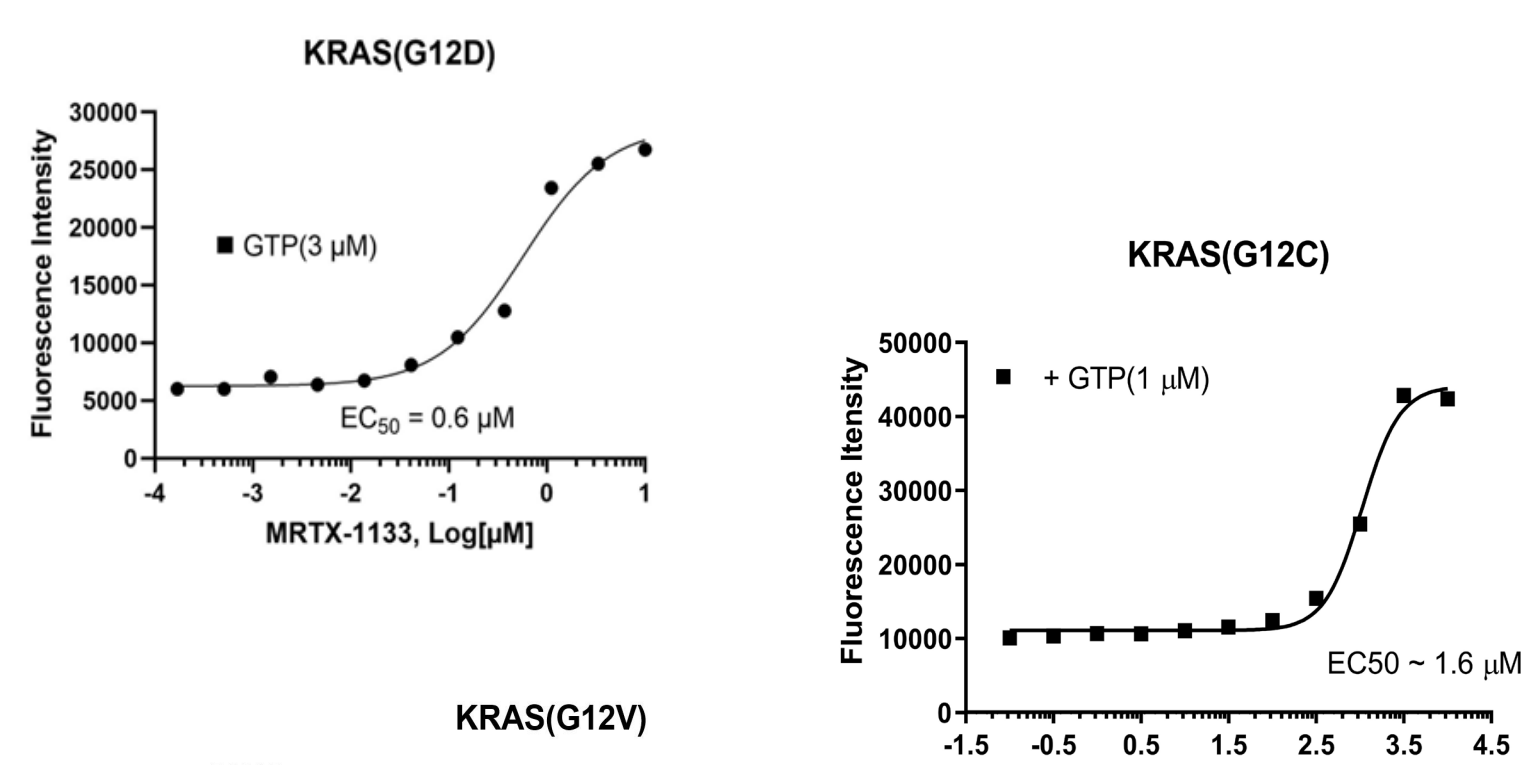 KRAS(G12D)
Fluorescence Intensity
30000
25000
20000
15000
10000
5000
0
■ GTP(3 µM)
EC₅₀ = 0.6 µM
-4 -3 -2 -1 0 1
MRTX-1133, Log[µM]
KRAS(G12C)
Fluorescence Itensity
50000
40000
30000
20000
10000
0
■ + GTP(1 µM)
EC50 ~ 1.6 µM
-1.5 -0.5 0.5 1.5 2.5 3.5 4.5
KRAS(G12V)